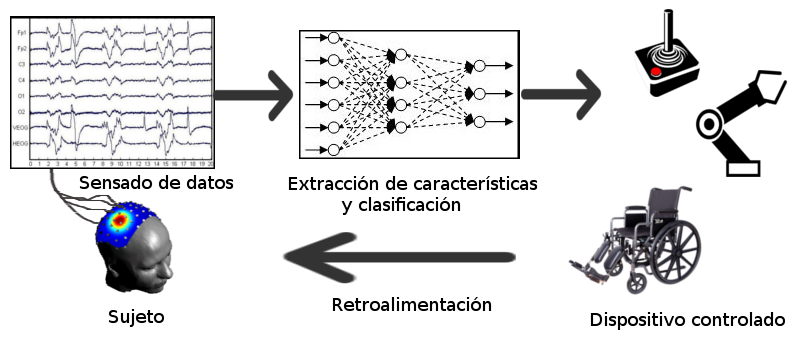 Fp1
Fp2
C3
C4
O1
O2
VEOG
HEOG
0 1 2 3 4 5 6 7 8 9 10 11 12 13 14 15 16 17 18 19 20
Sensado de datos
Extracción de características
y clasificación
Sujeto
Retroalimentación
Dispositivo controlado